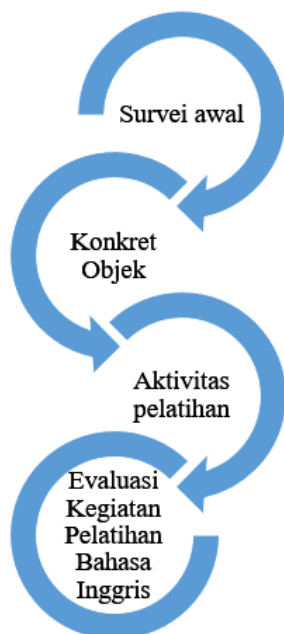 Survei awal
Konkret
Objek
Aktivitas
pelatihan
Evaluasi
Kegiatan
Pelatihan
Bahasa
Inggris